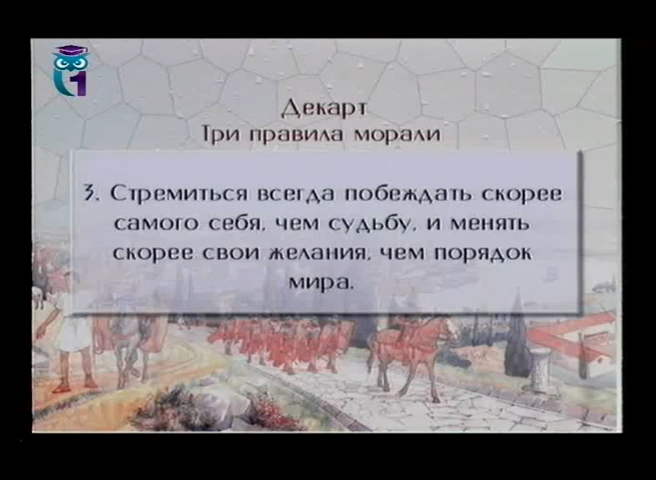 1
Декарт
Три правила морали
3. Стремиться всегда побеждать скорее
самого себя, чем судьбу, и менять
скорее свои желания, чем порядок
мира.